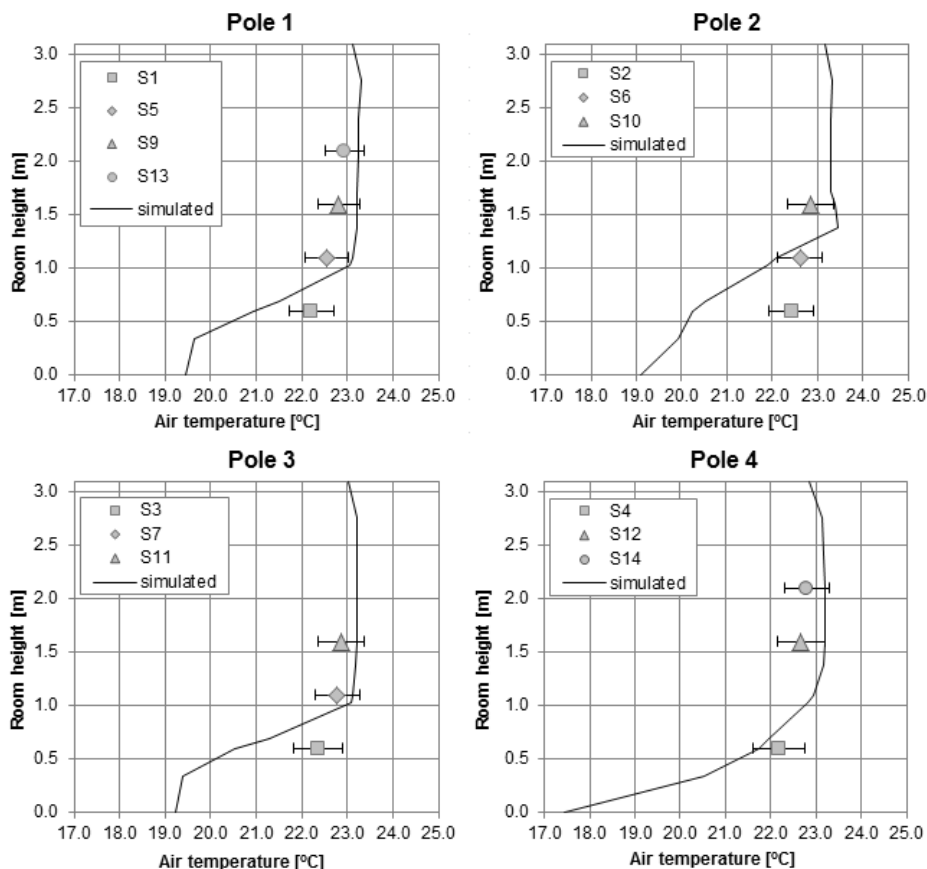 Pole 1
Room height [m]
3.0
2.5
2.0
1.5
1.0
0.5
0.0
S1
S5
S9
S13
simulated
17.0 18.0 19.0 20.0 21.0 22.0 23.0 24.0 25.0
Air temperature [ºC]
Pole 2
Room height [m]
3.0
2.5
2.0
1.5
1.0
0.5
0.0
S2
S6
S10
simulated
17.0 18.0 19.0 20.0 21.0 22.0 23.0 24.0 25.0
Air temperature [ºC]
Pole 3
Room height [m]
3.0
2.5
2.0
1.5
1.0
0.5
0.0
S3
S7
S11
simulated
17.0 18.0 19.0 20.0 21.0 22.0 23.0 24.0 25.0
Air temperature [ºC]
Pole 4
Room height [m]
3.0
2.5
2.0
1.5
1.0
0.5
0.0
S4
S12
S14
simulated
17.0 18.0 19.0 20.0 21.0 22.0 23.0 24.0 25.0
Air temperature [ºC]